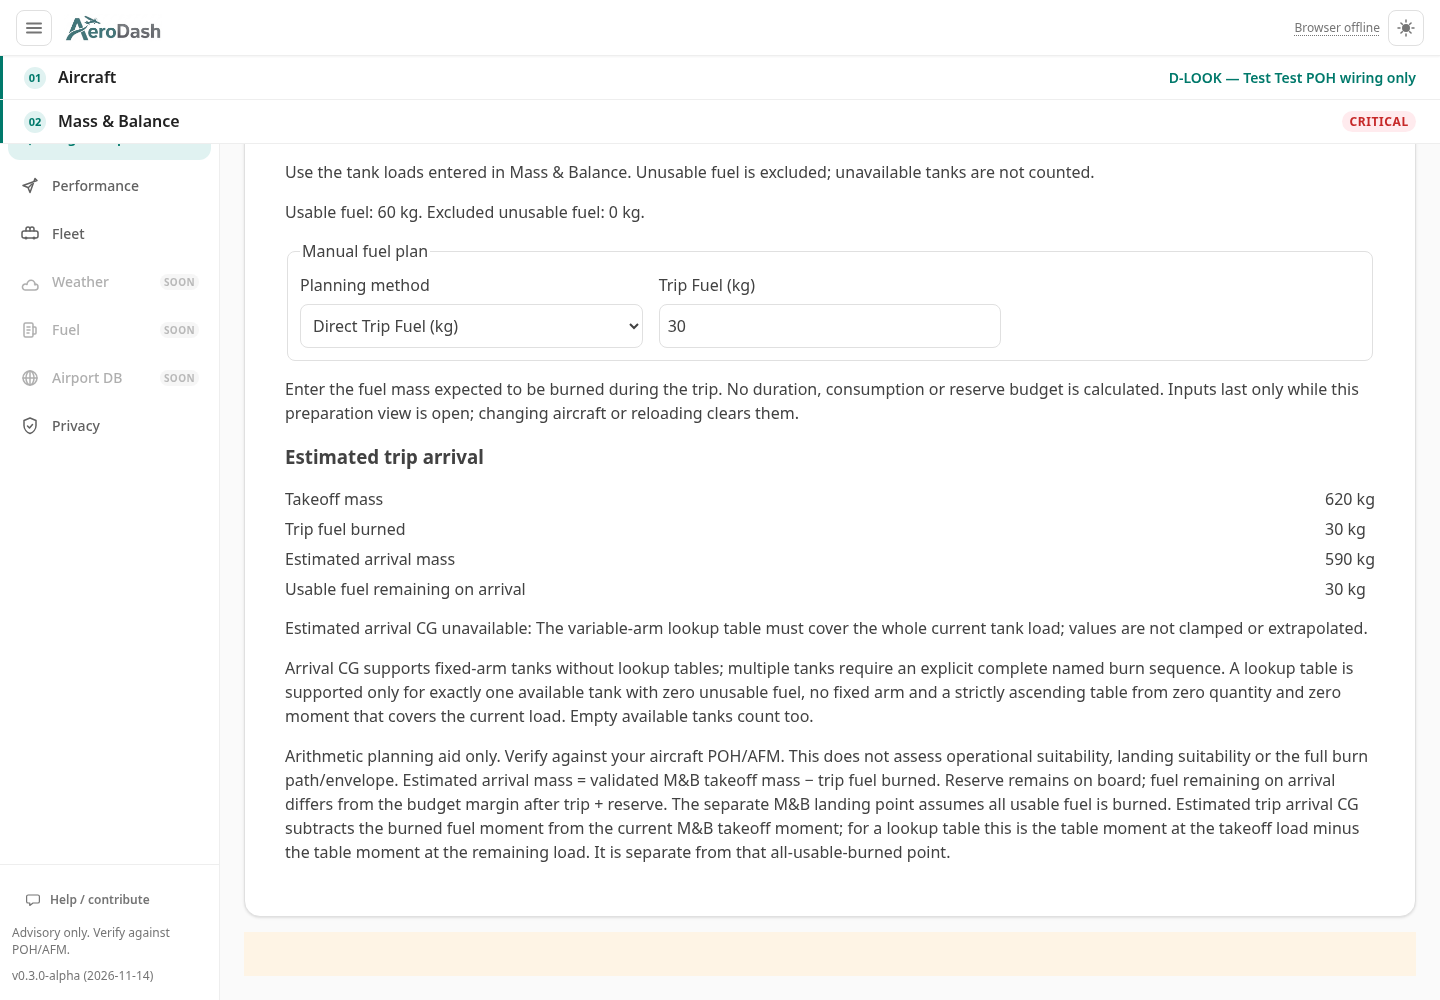 AeroDash
Browser offline
01 Aircraft
D-LOOK — Test Test POH wiring only
02 Mass & Balance
CRITICAL
Performance
Fleet
Weather SOON
Fuel SOON
Airport DB SOON
Privacy
Help / contribute
Advisory only. Verify against
POH/AFM.
v0.3.0-alpha (2026-11-14)
Use the tank loads entered in Mass & Balance. Unusable fuel is excluded; unavailable tanks are not counted.
Usable fuel: 60 kg. Excluded unusable fuel: 0 kg.
Manual fuel plan
Planning method
Trip Fuel (kg)
Direct Trip Fuel (kg)
30
Enter the fuel mass expected to be burned during the trip. No duration, consumption or reserve budget is calculated. Inputs last only while this
preparation view is open; changing aircraft or reloading clears them.
Estimated trip arrival
Takeoff mass 620 kg
Trip fuel burned 30 kg
Estimated arrival mass 590 kg
Usable fuel remaining on arrival 30 kg
Estimated arrival CG unavailable: The variable-arm lookup table must cover the whole current tank load; values are not clamped or extrapolated.
Arrival CG supports fixed-arm tanks without lookup tables; multiple tanks require an explicit complete named burn sequence. A lookup table is
supported only for exactly one available tank with zero unusable fuel, no fixed arm and a strictly ascending table from zero quantity and zero
moment that covers the current load. Empty available tanks count too.
Arithmetic planning aid only. Verify against your aircraft POH/AFM. This does not assess operational suitability, landing suitability or the full burn
path/envelope. Estimated arrival mass = validated M&B takeoff mass − trip fuel burned. Reserve remains on board; fuel remaining on arrival
differs from the budget margin after trip + reserve. The separate M&B landing point assumes all usable fuel is burned. Estimated trip arrival CG
subtracts the burned fuel moment from the current M&B takeoff moment; for a lookup table this is the table moment at the takeoff load minus
the table moment at the remaining load. It is separate from that all-usable-burned point.